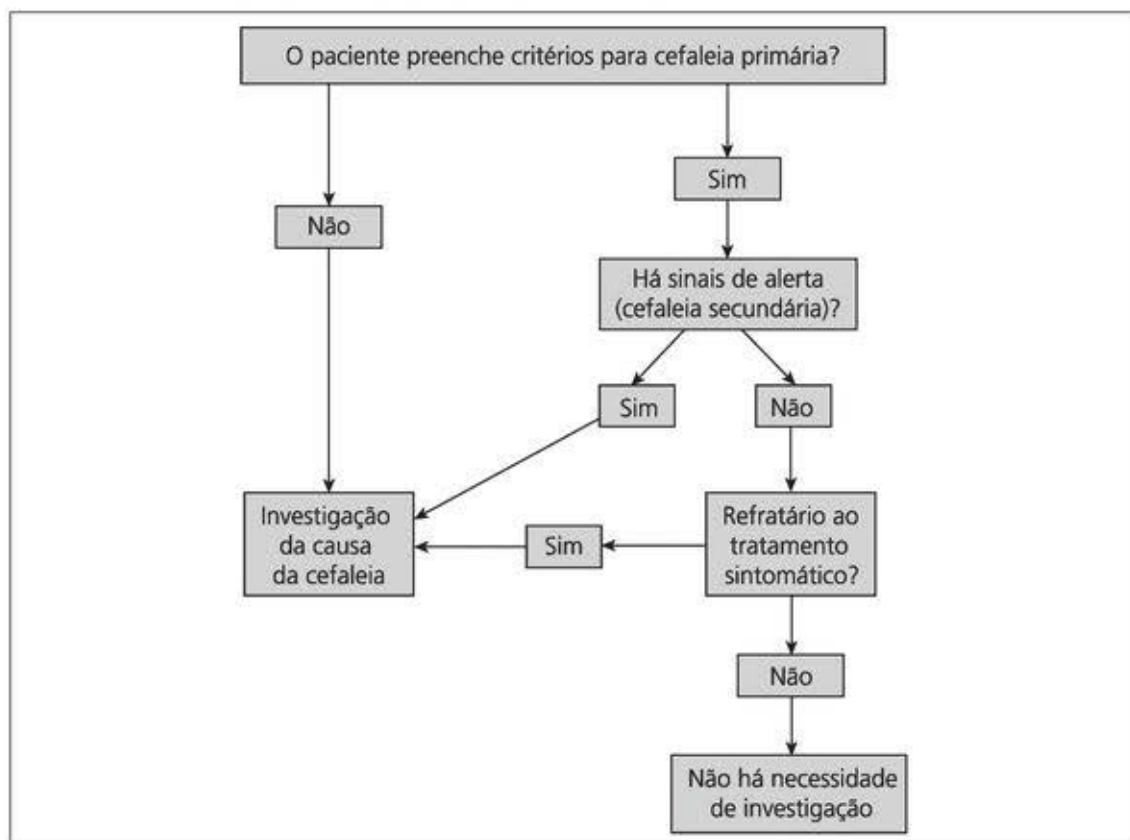 O paciente preenche critérios para cefaleia primária?
Sim
Não
Há sinais de alerta
(cefaleia secundária)?
Sim
Não
Investigação
da causa
da cefaleia
Sim
Refratário ao
tratamento
sintomático?
Não
Não há necessidade
de investigação